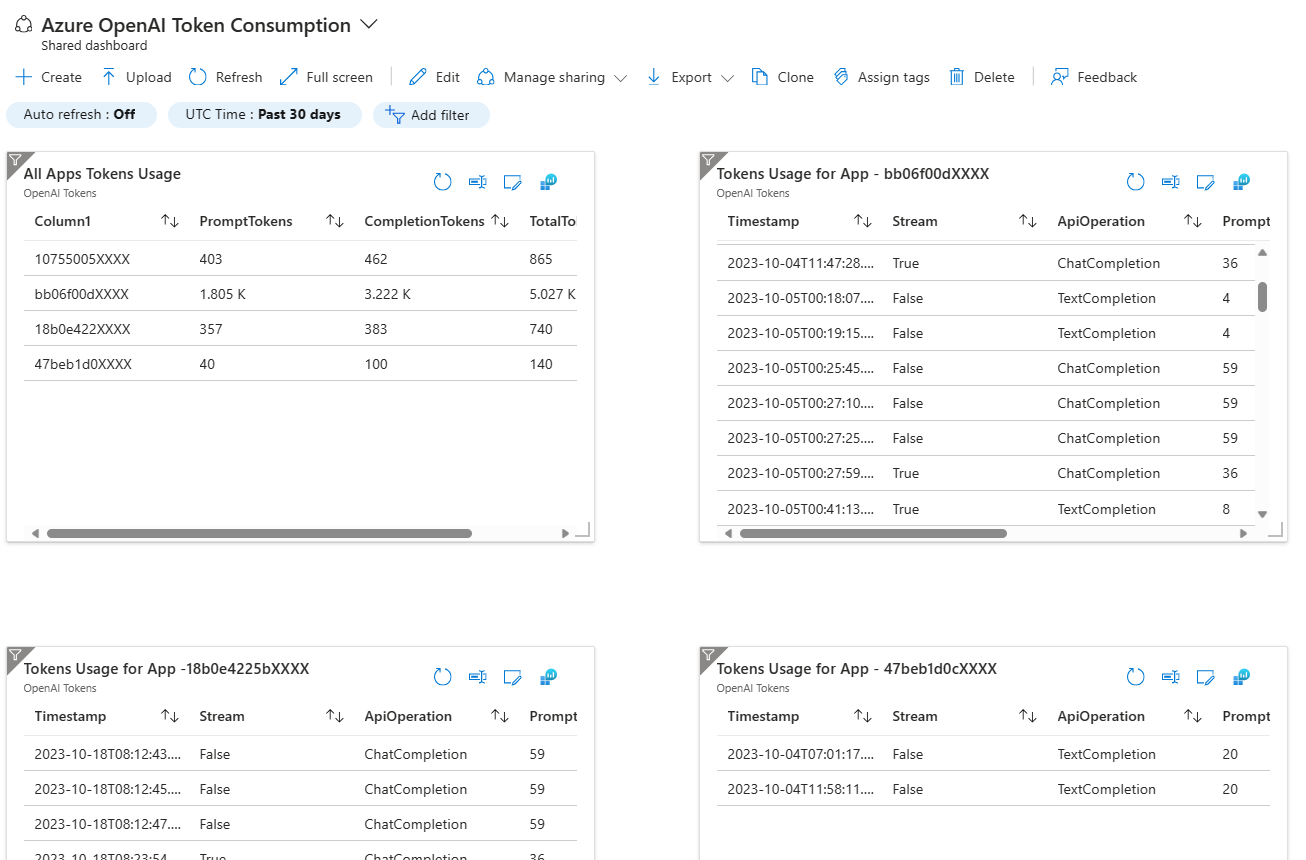 Azure OpenAI Token Consumption
Shared dashboard
Create Upload Refresh Full screen Edit Manage sharing Export Clone Assign tags Delete Feedback
Auto refresh : Off UTC Time : Past 30 days Add filter
All Apps Tokens Usage
OpenAI Tokens
Column1 PromptTokens CompletionTokens TotalTo
10755005XXXX 403 462 865
bb06f00dXXXX 1.805 K 3.222 K 5.027 K
18b0e422XXXX 357 383 740
47beb1d0XXXX 40 100 140
Tokens Usage for App - bb06f00dXXXX
OpenAI Tokens
Timestamp Stream ApiOperation Prompt
2023-10-04T11:47:28.... True ChatCompletion 36
2023-10-05T00:18:07.... False TextCompletion 4
2023-10-05T00:19:15.... False TextCompletion 4
2023-10-05T00:25:45.... False ChatCompletion 59
2023-10-05T00:27:10.... False ChatCompletion 59
2023-10-05T00:27:25.... False ChatCompletion 59
2023-10-05T00:27:59.... True ChatCompletion 36
2023-10-05T00:41:13.... True TextCompletion 8
Tokens Usage for App -18b0e4225bXXXX
OpenAI Tokens
Timestamp Stream ApiOperation Prompt
2023-10-18T08:12:43.... False ChatCompletion 59
2023-10-18T08:12:45.... False ChatCompletion 59
2023-10-18T08:12:47.... False ChatCompletion 59
2023-10-18T08:23:54.... True ChatCompletion 36
Tokens Usage for App - 47beb1d0cXXXX
OpenAI Tokens
Timestamp Stream ApiOperation Prompt
2023-10-04T07:01:17.... False TextCompletion 20
2023-10-04T11:58:11.... False TextCompletion 20